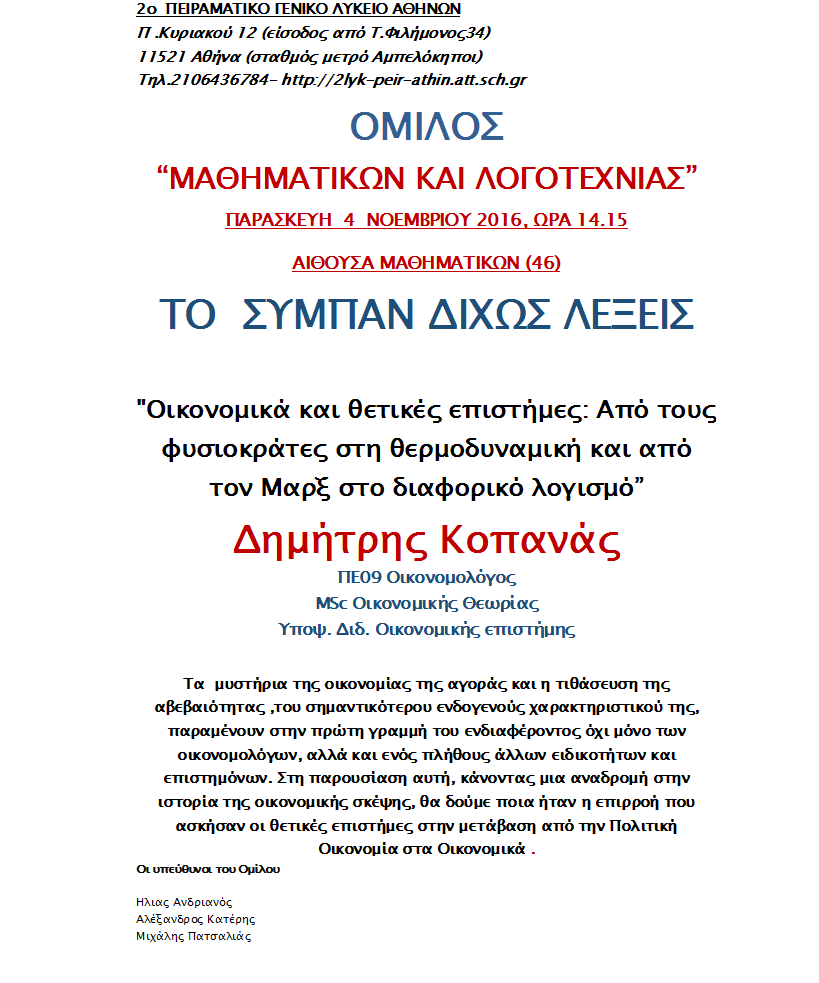 2ο ΠΕΙΡΑΜΑΤΙΚΟ ΓΕΝΙΚΟ ΛΥΚΕΙΟ ΑΘΗΝΩΝ
Π .Κυριακού 12 (είσοδος από Τ.Φιλήμονος34)
11521 Αθήνα (σταθμός μετρό Αμπελόκηποι)
Τηλ.2106436784- http://2lyk-peir-athin.att.sch.gr
ΟΜΙΛΟΣ
“ΜΑΘΗΜΑΤΙΚΩΝ ΚΑΙ ΛΟΓΟΤΕΧΝΙΑΣ”
ΠΑΡΑΣΚΕΥΗ 4 ΝΟΕΜΒΡΙΟΥ 2016, ΩΡΑ 14.15
ΑΙΘΟΥΣΑ ΜΑΘΗΜΑΤΙΚΩΝ (46)
ΤΟ ΣΥΜΠΑΝ ΔΙΧΩΣ ΛΕΞΕΙΣ
"Οικονομικά και θετικές επιστήμες: Από τους
φυσιοκράτες στη θερμοδυναμική και από
τον Μαρξ στο διαφορικό λογισμό”
Δημήτρης Κοπανάς
ΠΕ09 Οικονομολόγος
MSc Οικονομικής Θεωρίας
Υποψ. Διδ. Οικονομικής επιστήμης
Τα μυστήρια της οικονομίας της αγοράς και η τιθάσευση της
αβεβαιότητας ,του σημαντικότερου ενδογενούς χαρακτηριστικού της,
παραμένουν στην πρώτη γραμμή του ενδιαφέροντος όχι μόνο των
οικονομολόγων, αλλά και ενός πλήθους άλλων ειδικοτήτων και
επιστημόνων. Στη παρουσίαση αυτή, κάνοντας μια αναδρομή στην
ιστορία της οικονομικής σκέψης, θα δούμε ποια ήταν η επιρροή που
ασκήσαν οι θετικές επιστήμες στην μετάβαση από την Πολιτική
Οικονομία στα Οικονομικά .
Οι υπεύθυνοι του Ομίλου
Ηλιας Ανδριανός
Αλέξανδρος Κατέρης
Μιχάλης Πατσαλιάς